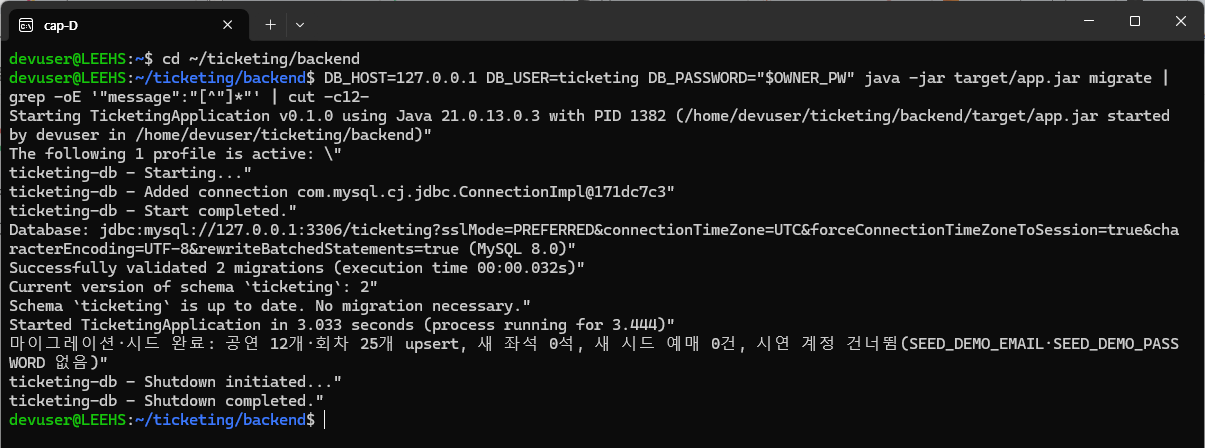 cap-D
devuser@LEEHS:~$ cd ~/ticketing/backend
devuser@LEEHS:~/ticketing/backend$ DB_HOST=127.0.0.1 DB_USER=ticketing DB_PASSWORD="$OWNER_PW" java -jar target/app.jar migrate |
grep -oE '"message":"[^"]*"' | cut -c12-
Starting TicketingApplication v0.1.0 using Java 21.0.13.0.3 with PID 1382 (/home/devuser/ticketing/backend/target/app.jar started
by devuser in /home/devuser/ticketing/backend)"
The following 1 profile is active: \"
ticketing-db - Starting..."
ticketing-db - Added connection com.mysql.cj.jdbc.ConnectionImpl@171dc7c3"
ticketing-db - Start completed."
Database: jdbc:mysql://127.0.0.1:3306/ticketing?sslMode=PREFERRED&connectionTimeZone=UTC&forceConnectionTimeZoneToSession=true&cha
racterEncoding=UTF-8&rewriteBatchedStatements=true (MySQL 8.0)"
Successfully validated 2 migrations (execution time 00:00.032s)"
Current version of schema `ticketing`: 2"
Schema `ticketing` is up to date. No migration necessary."
Started TicketingApplication in 3.033 seconds (process running for 3.444)"
마이그레이션·시드 완료: 공연 12개·회차 25개 upsert, 새 좌석 0석, 새 시드 예매 0건, 시연 계정 건너뜀(SEED_DEMO_EMAIL·SEED_DEMO_PASS
WORD 없음)"
ticketing-db - Shutdown initiated..."
ticketing-db - Shutdown completed."
devuser@LEEHS:~/ticketing/backend$